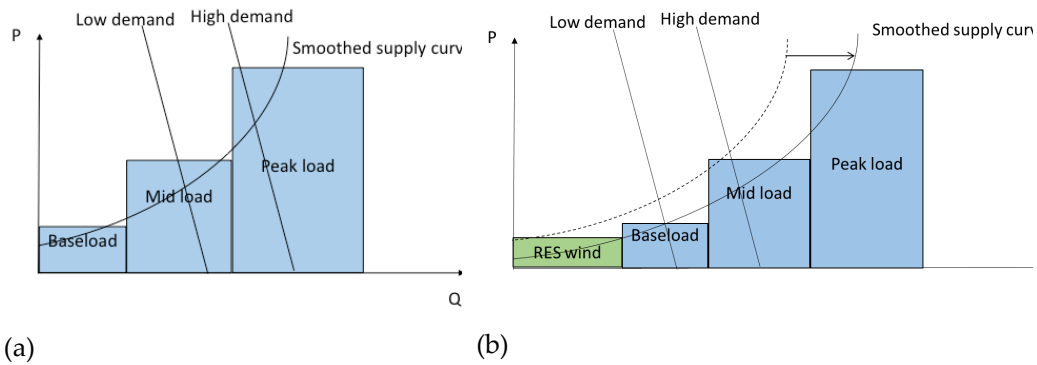 Low demand
High demand
P
Smoothed supply curv
Peak load
Mid load
Baseload
Q
(a)
Low demand
High demand
P
Smoothed supply curv
Peak load
Mid load
Baseload
RES wind
(b)